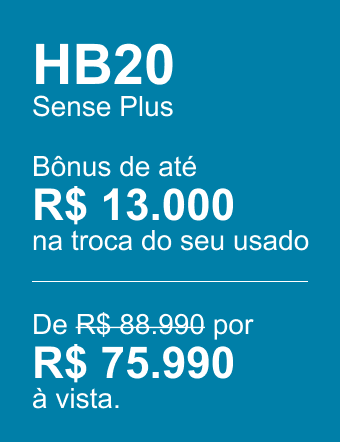 HB20
Sense Plus
Bônus de até
R$ 13.000
na troca do seu usado
De R$ 88.990 por
R$ 75.990
à vista.